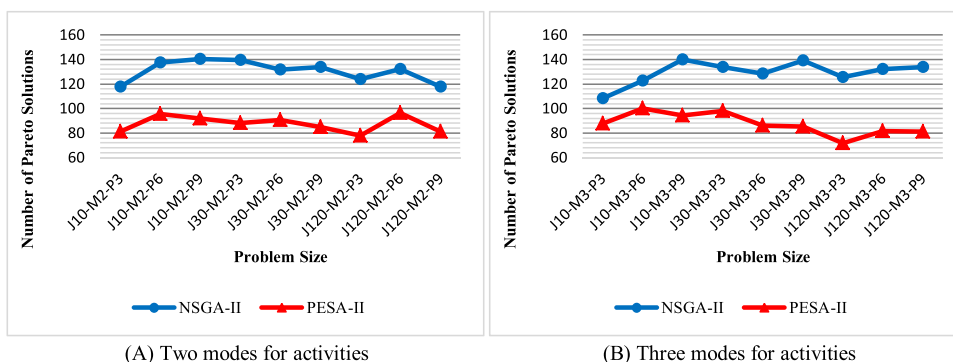 160
140
120
100
80
60
Number of Pareto Solutions
J10-M2-P3
J10-M2-P6
J10-M2-P9
J30-M2-P3
J30-M2-P6
J30-M2-P9
J120-M2-P3
J120-M2-P6
J120-M2-P9
Problem Size
NSGA-II
PESA-II
(A) Two modes for activities
160
140
120
100
80
60
Number of Pareto Solutions
J10-M3-P3
J10-M3-P6
J10-M3-P9
J30-M3-P3
J30-M3-P6
J30-M3-P9
J120-M3-P3
J120-M3-P6
J120-M3-P9
Problem Size
NSGA-II
PESA-II
(B) Three modes for activities